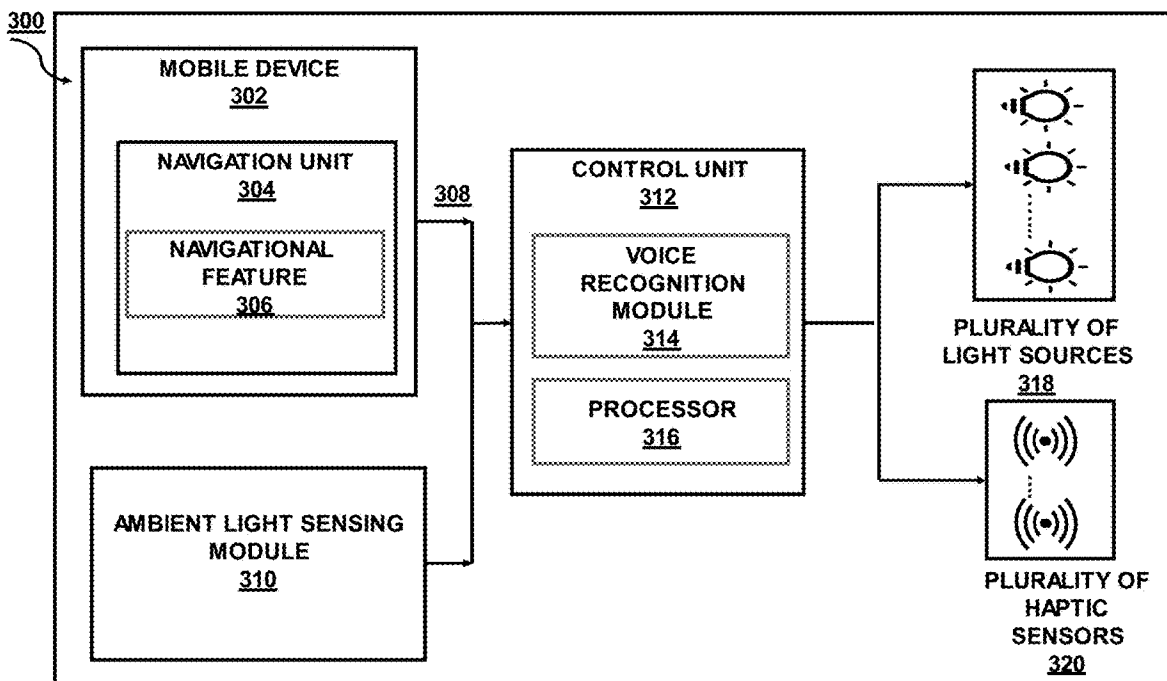 300
MOBILE DEVICE
302
NAVIGATION UNIT
304
NAVIGATIONAL
FEATURE
306
308
AMBIENT LIGHT SENSING
MODULE
310
CONTROL UNIT
312
VOICE
RECOGNITION
MODULE
314
PROCESSOR
316
PLURALITY OF
LIGHT SOURCES
318
PLURALITY OF
HAPTIC
SENSORS
320